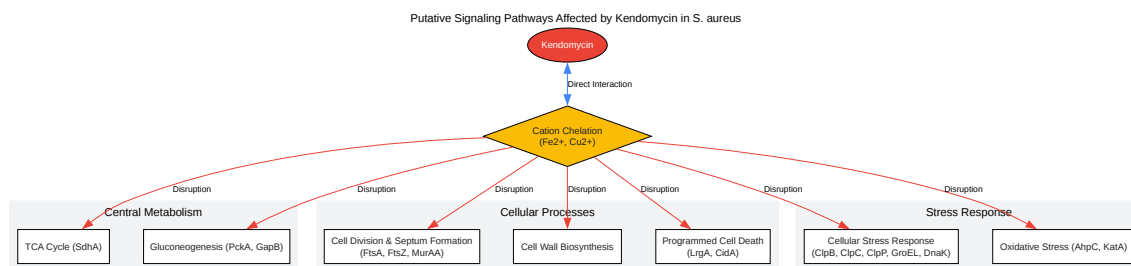 Putative Signaling Pathways Affected by Kendomycin in S. aureus
Kendomycin
Direct Interaction
Cation Chelation
(Fe2+, Cu2+)
Disruption
Disruption
Disruption
Disruption
Disruption
Disruption
Disruption
Central Metabolism
TCA Cycle (SdhA)
Gluconeogenesis (PckA, GapB)
Cellular Processes
Cell Division & Septum Formation
(FtsA, FtsZ, MurAA)
Cell Wall Biosynthesis
Programmed Cell Death
(LrgA, CidA)
Stress Response
Cellular Stress Response
(ClpB, ClpC, ClpP, GroEL, DnaK)
Oxidative Stress (AhpC, KatA)